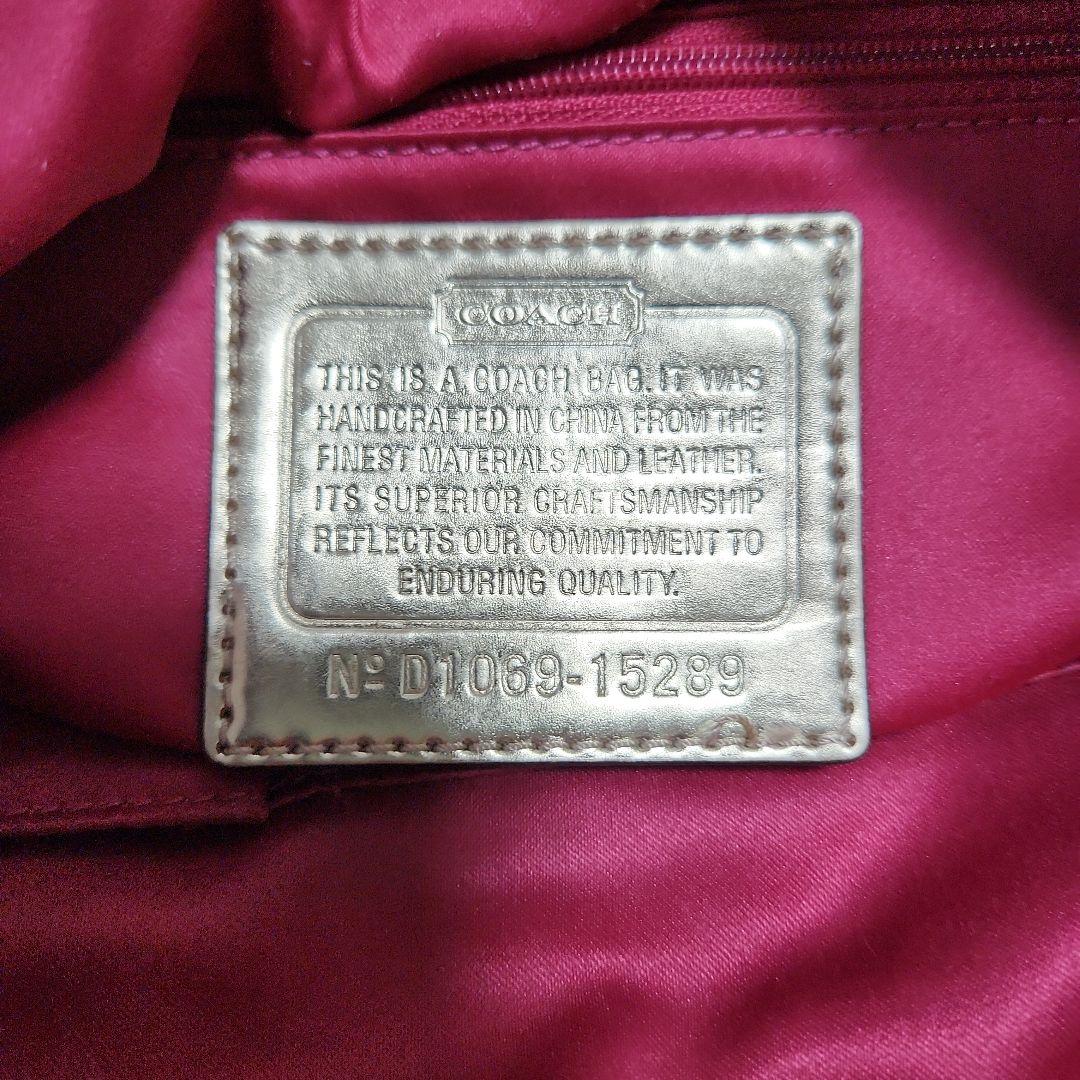 COACH
THIS IS A COACH BAG. IT WAS
HANDCRAFTED IN CHINA FROM THE
FINEST MATERIALS AND LEATHER.
ITS SUPERIOR CRAFTSMANSHIP
REFLECTS OUR COMMITMENT TO
ENDURING QUALITY.
Nº D1069-15289